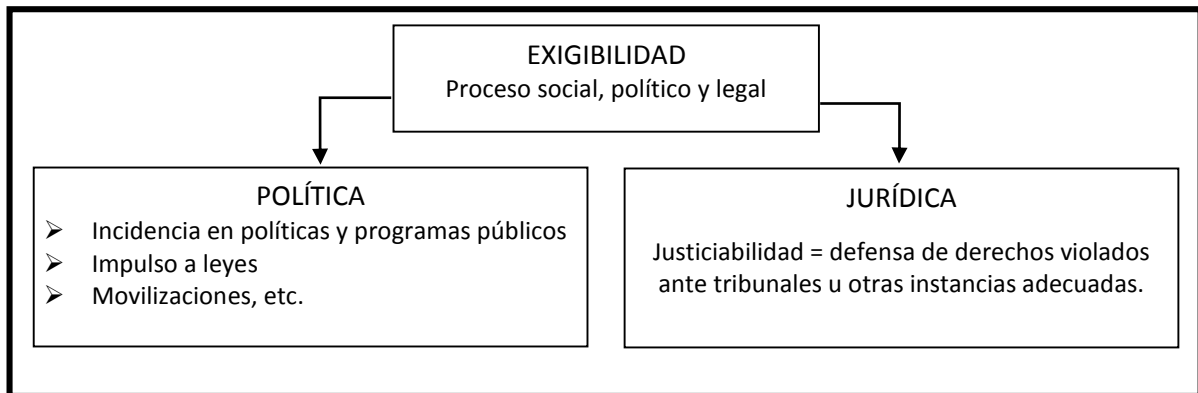 EXIGIBILIDAD
Proceso social, político y legal
POLÍTICA
➢ Incidencia en políticas y programas públicos
➢ Impulso a leyes
➢ Movilizaciones, etc.
JURÍDICA
Justiciabilidad = defensa de derechos violados
ante tribunales u otras instancias adecuadas.